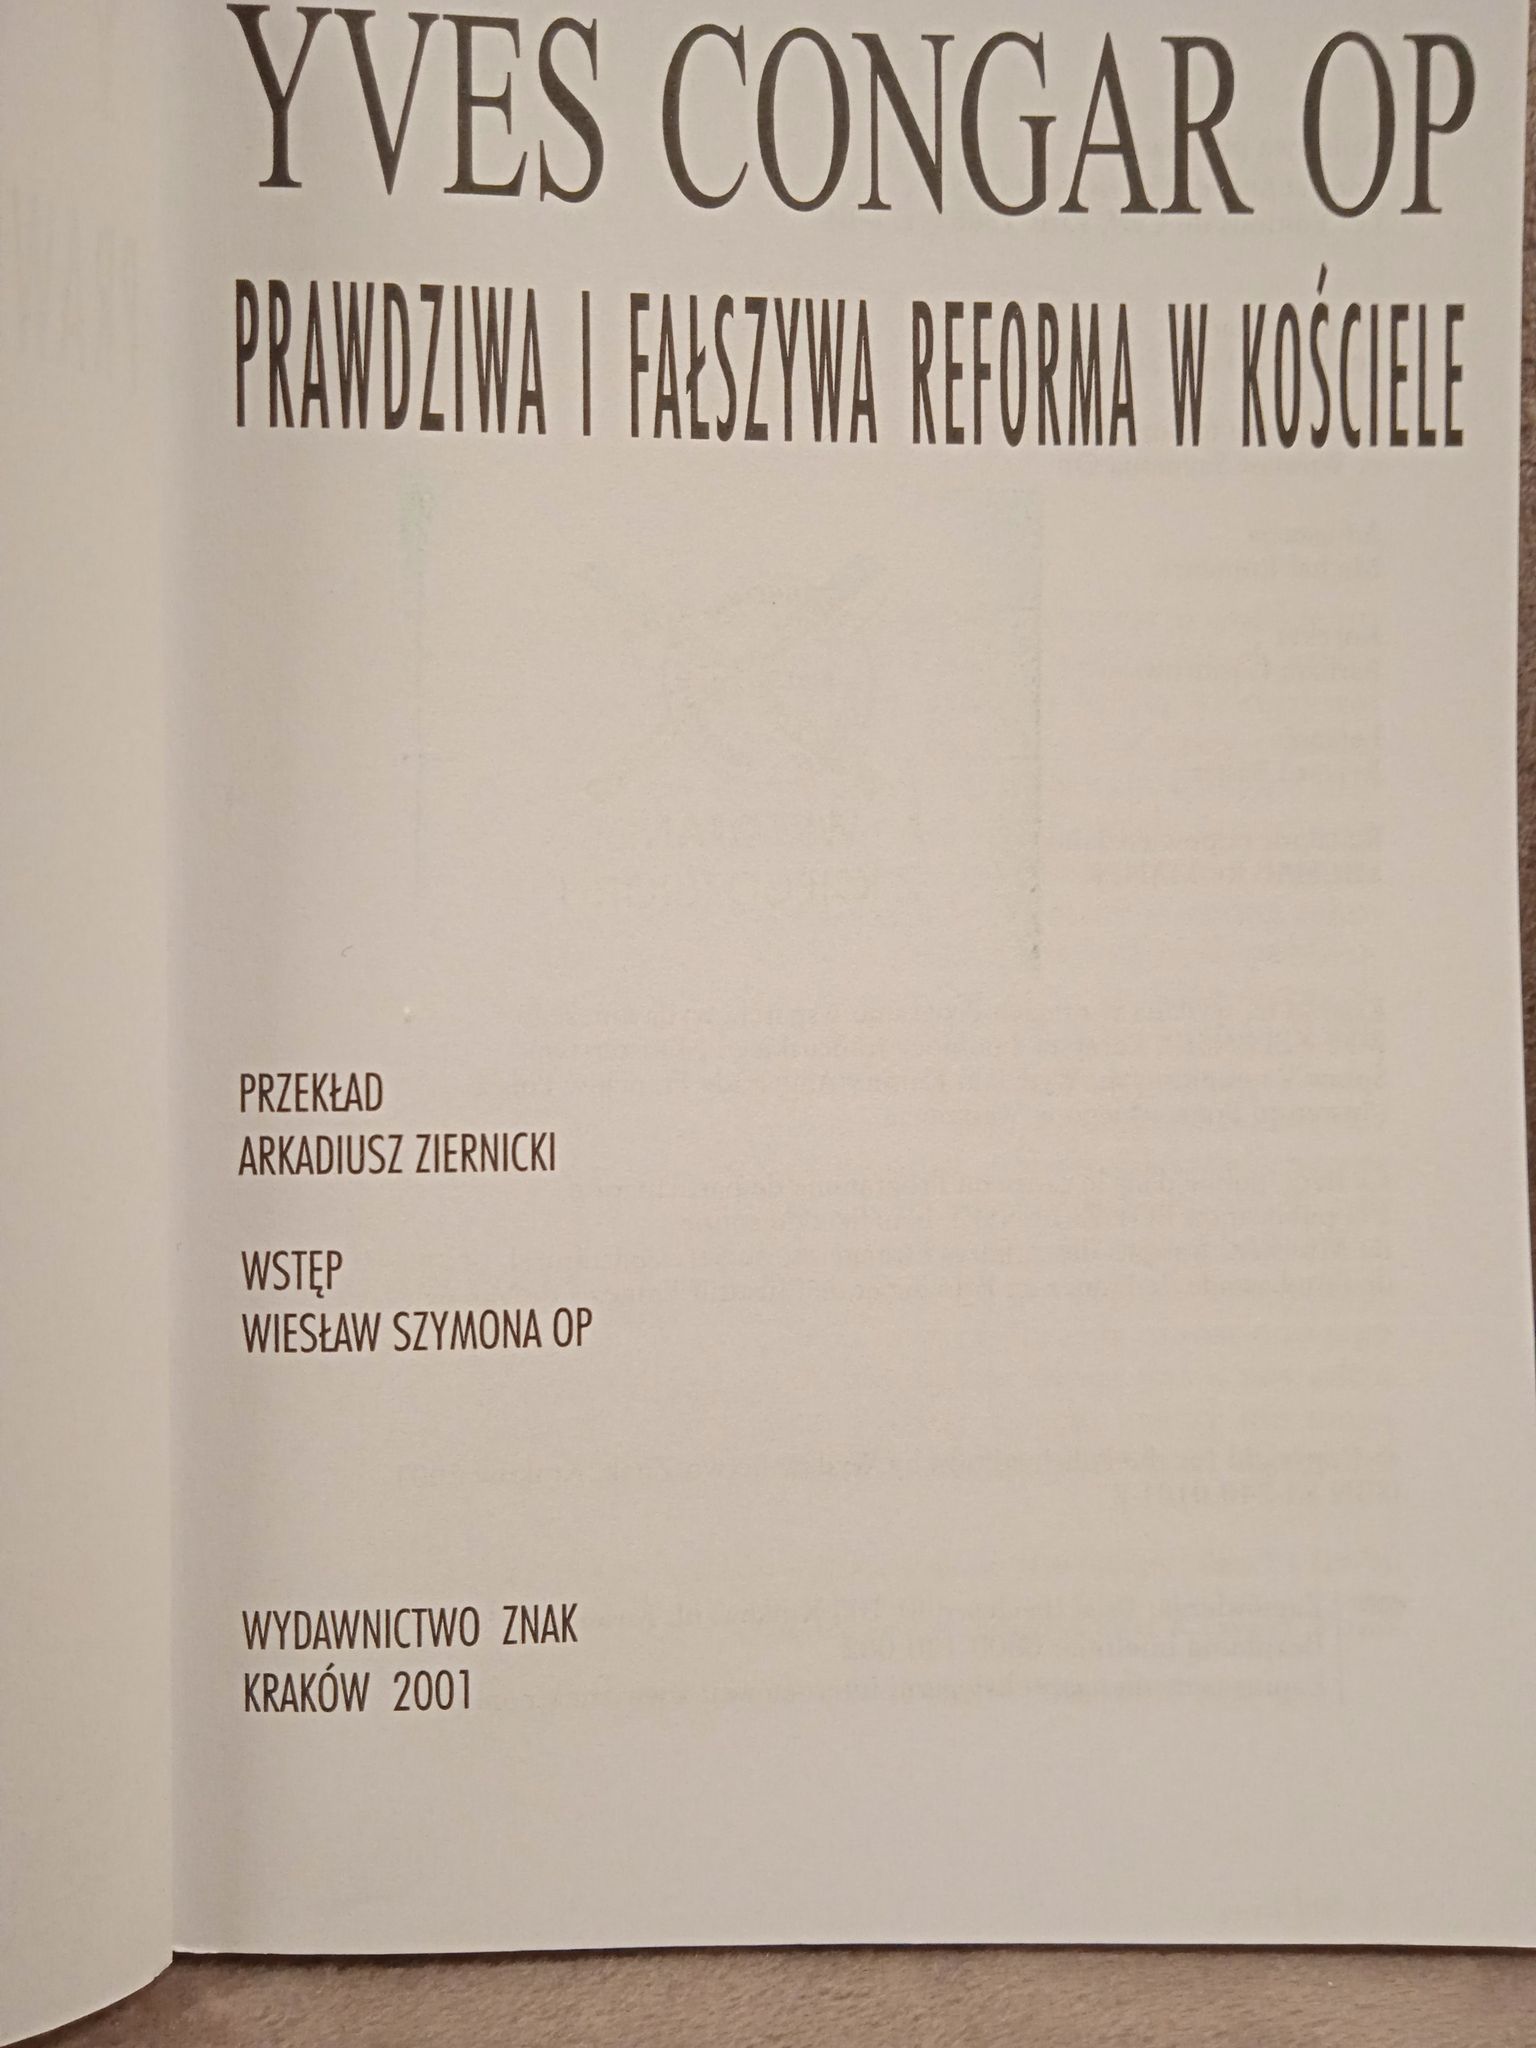 YVES CONGAR OP
PRAWDZIWA I FAŁSZYWA REFORMA W KOŚCIELE
PRZEKŁAD
ARKADIUSZ ZIERNICKI
WSTĘP
WIESŁAW SZYMONA OP
WYDAWNICTWO ZNAK
KRAKÓW 2001